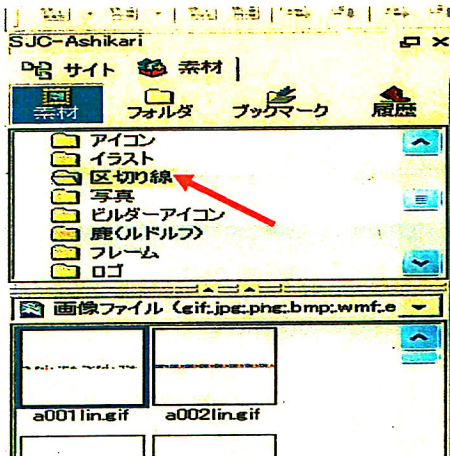 SJC-Ashikari
サイト 素材
素材 フォルダ ブックマーク 履歴
アイコン
イラスト
区切り線
写真
ビルダーアイコン
鹿(ルドルフ)
フレーム
ロゴ
画像ファイル (gif;jpg;phg;bmp;wmf;e
a001lin.gif a002lin.gif